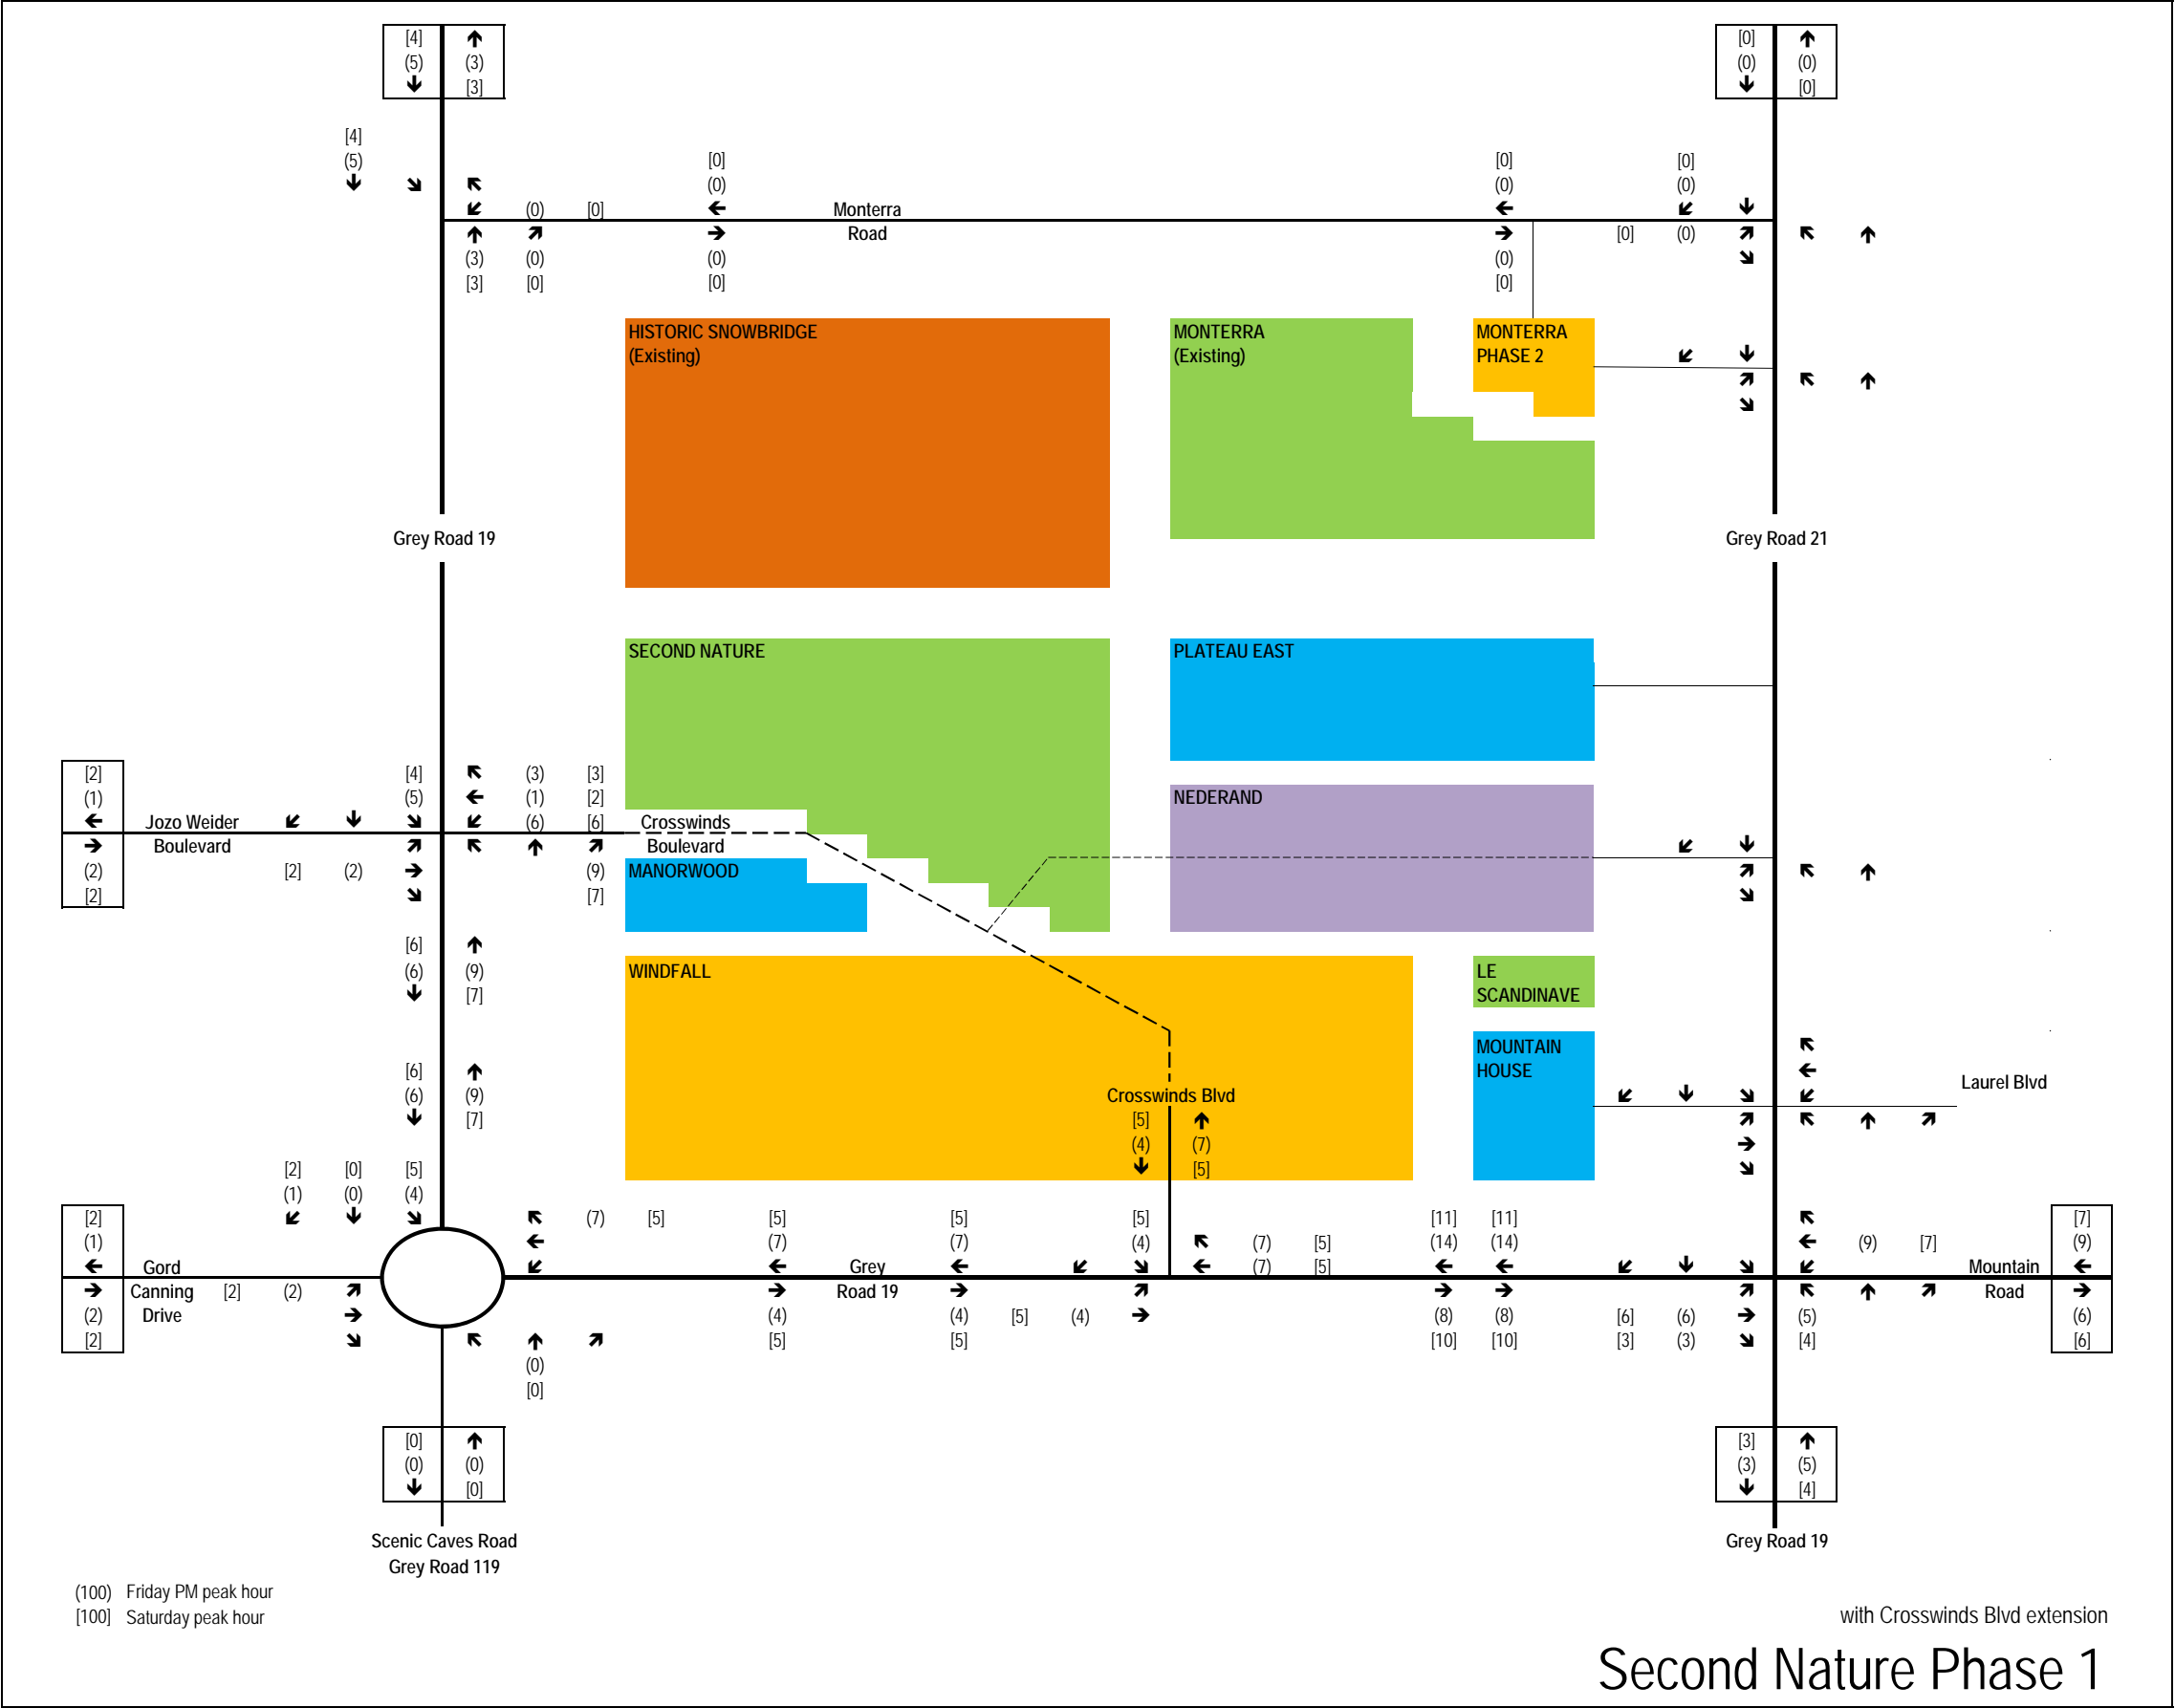 [4] [0]
(5) (3) (0) (0)
[3] [0]
[4]
(5) [0] [0] [0]
(0) (0) (0)
(0) [0] Monterra
Road [0] (0)
(3) (0) (0) (0)
[3] [0] [0] [0]
HISTORIC SNOWBRIDGE MONTERRA MONTERRA
(Existing) (Existing) PHASE 2
Grey Road 19 Grey Road 21
SECOND NATURE PLATEAU EAST
[2] [4] (3) [3] NEDERAND
(1) (5) (1) [2]
Jozo Weider (6) [6] Crosswinds
Boulevard Boulevard
(2) [2] (2) (9) MANORWOOD
[2] [7]
[6]
(6) (9) WINDFALL LE
[7] SCANDINAVE
MOUNTAIN
[6] HOUSE Laurel Blvd
(6) (9) Crosswinds Blvd
[7] [5]
(4) (7)
[2] [0] [5] [5]
(1) (0) (4)
[2] (7) [5] [5] [5] [5] [11] [11] [7]
(1) (7) (7) (4) (7) [5] (14) (14) (9) [7] (9)
Gord Grey (7) [5] Mountain
Canning [2] (2) Road 19 Road
(2) Drive (4) (4) [5] (4) (8) (8) [6] (6) (5) (6)
[2] [5] [5] [10] [10] [3] (3) [4] [6]
(0)
[0]
[0] [3]
(0) (0) (3) (5)
[0] [4]
Scenic Caves Road Grey Road 19
Grey Road 119
(100) Friday PM peak hour
[100] Saturday peak hour with Crosswinds Blvd extension
Second Nature Phase 1